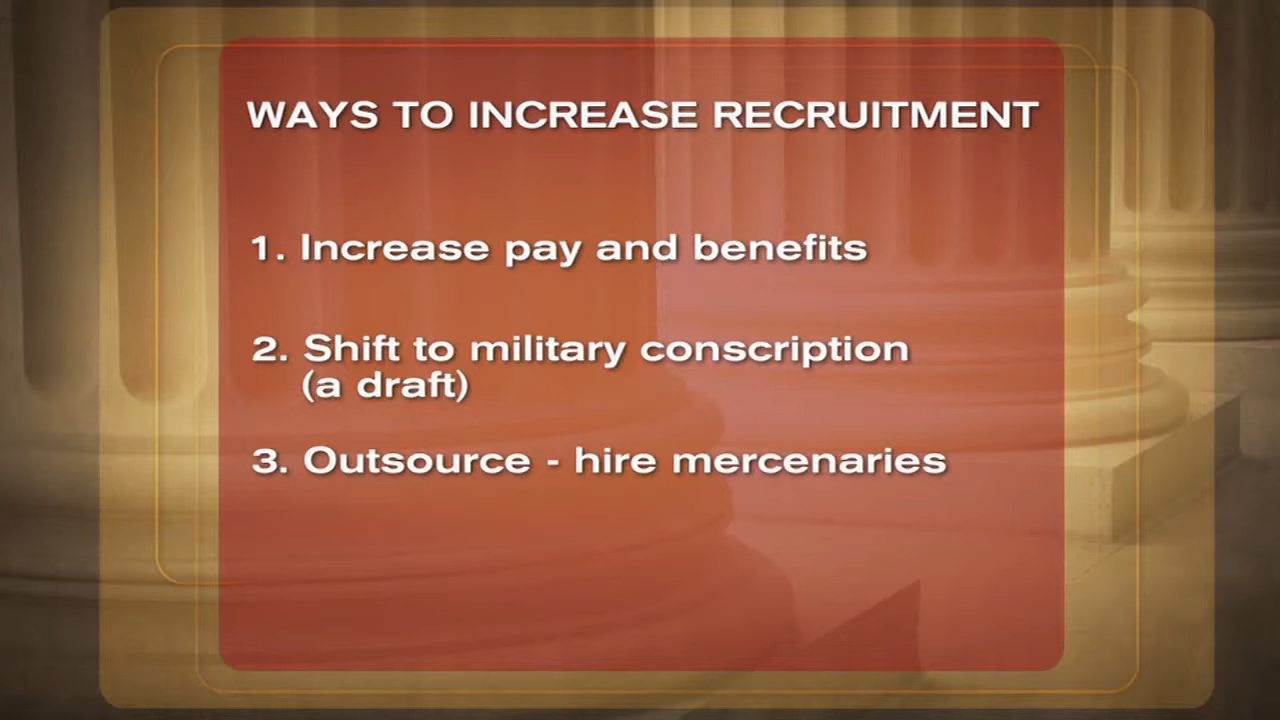 WAYS TO INCREASE RECRUITMENT
1. Increase pay and benefits
2. Shift to military conscription
(a draft)
3. Outsource - hire mercenaries